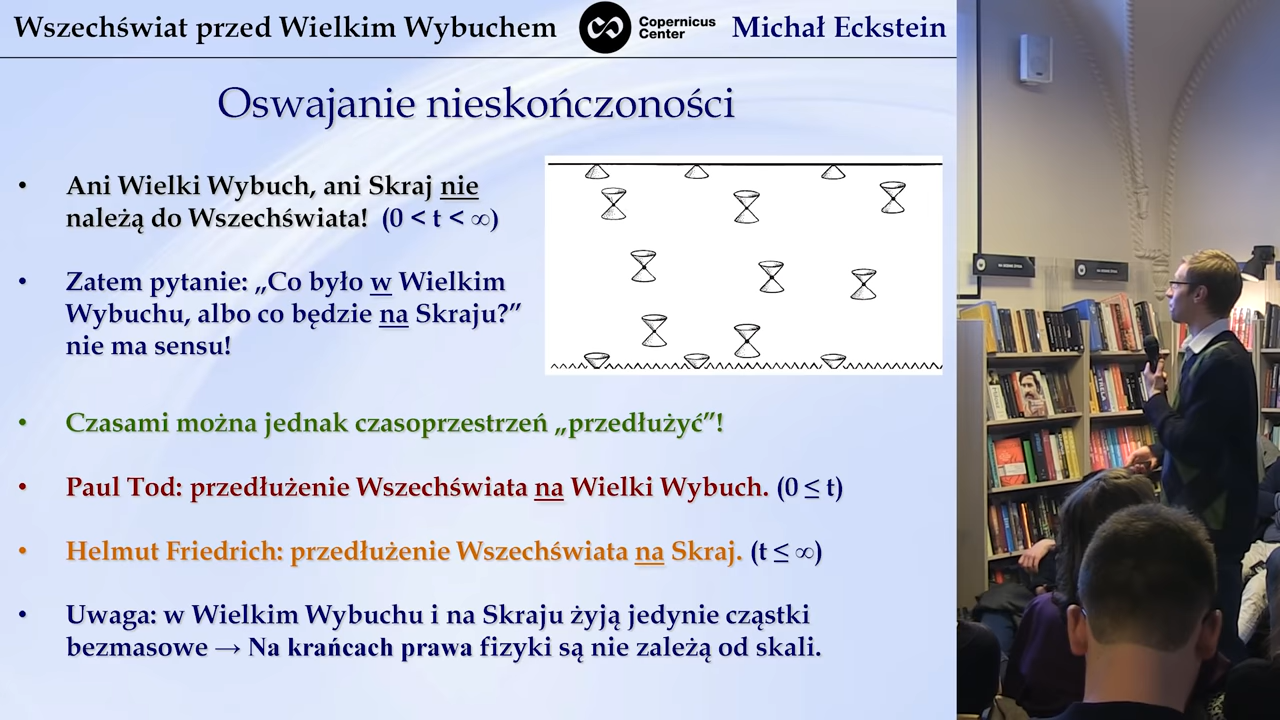 Wszechświat przed Wielkim Wybuchem
Copernicus
Center
Michał Eckstein
Oswajanie nieskończoności
• Ani Wielki Wybuch, ani Skraj nie
należą do Wszechświata! (0 < t < ∞)
• Zatem pytanie: „Co było w Wielkim
Wybuchu, albo co będzie na Skraju?”
nie ma sensu!
• Czasami można jednak czasoprzestrzeń „przedłużyć”!
• Paul Tod: przedłużenie Wszechświata na Wielki Wybuch. (0 ≤ t)
• Helmut Friedrich: przedłużenie Wszechświata na Skraj. (t ≤ ∞)
• Uwaga: w Wielkim Wybuchu i na Skraju żyją jedynie cząstki
bezmasowe → Na krańcach prawa fizyki są nie zależą od skali.